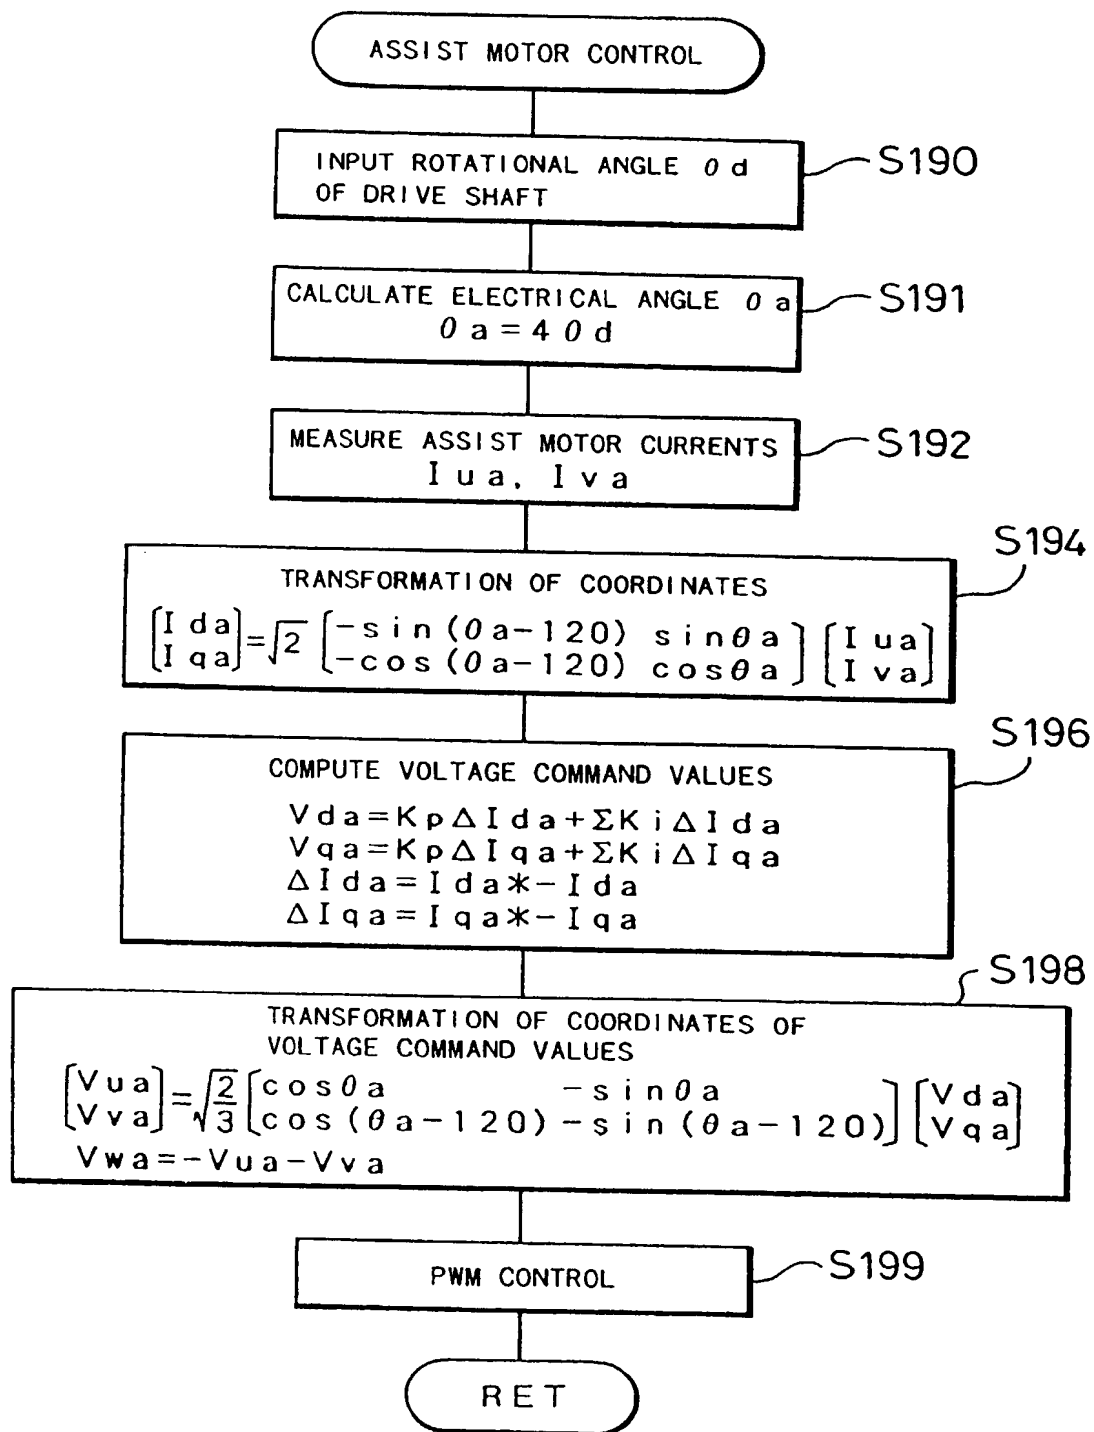 ASSIST MOTOR CONTROL
INPUT ROTATIONAL ANGLE θd
OF DRIVE SHAFT
S190
CALCULATE ELECTRICAL ANGLE θa
θa=4θd
S191
MEASURE ASSIST MOTOR CURRENTS
Iua, Iva
S192
S194
TRANSFORMATION OF COORDINATES
[Ida Iqa]=√2 [-sin(θa-120) sinθa
-cos(θa-120) cosθa] [Iua Iva]
S196
COMPUTE VOLTAGE COMMAND VALUES
Vda=KpΔIda+ΣKiΔIda
Vqa=KpΔIqa+ΣKiΔIqa
ΔIda=Ida*-Ida
ΔIqa=Iqa*-Iqa
S198
TRANSFORMATION OF COORDINATES OF
VOLTAGE COMMAND VALUES
[Vua Vva]=√2/3 [cosθa -sinθa
cos(θa-120) -sin(θa-120)] [Vda Vqa]
Vwa=-Vua-Vva
PWM CONTROL
S199
RET